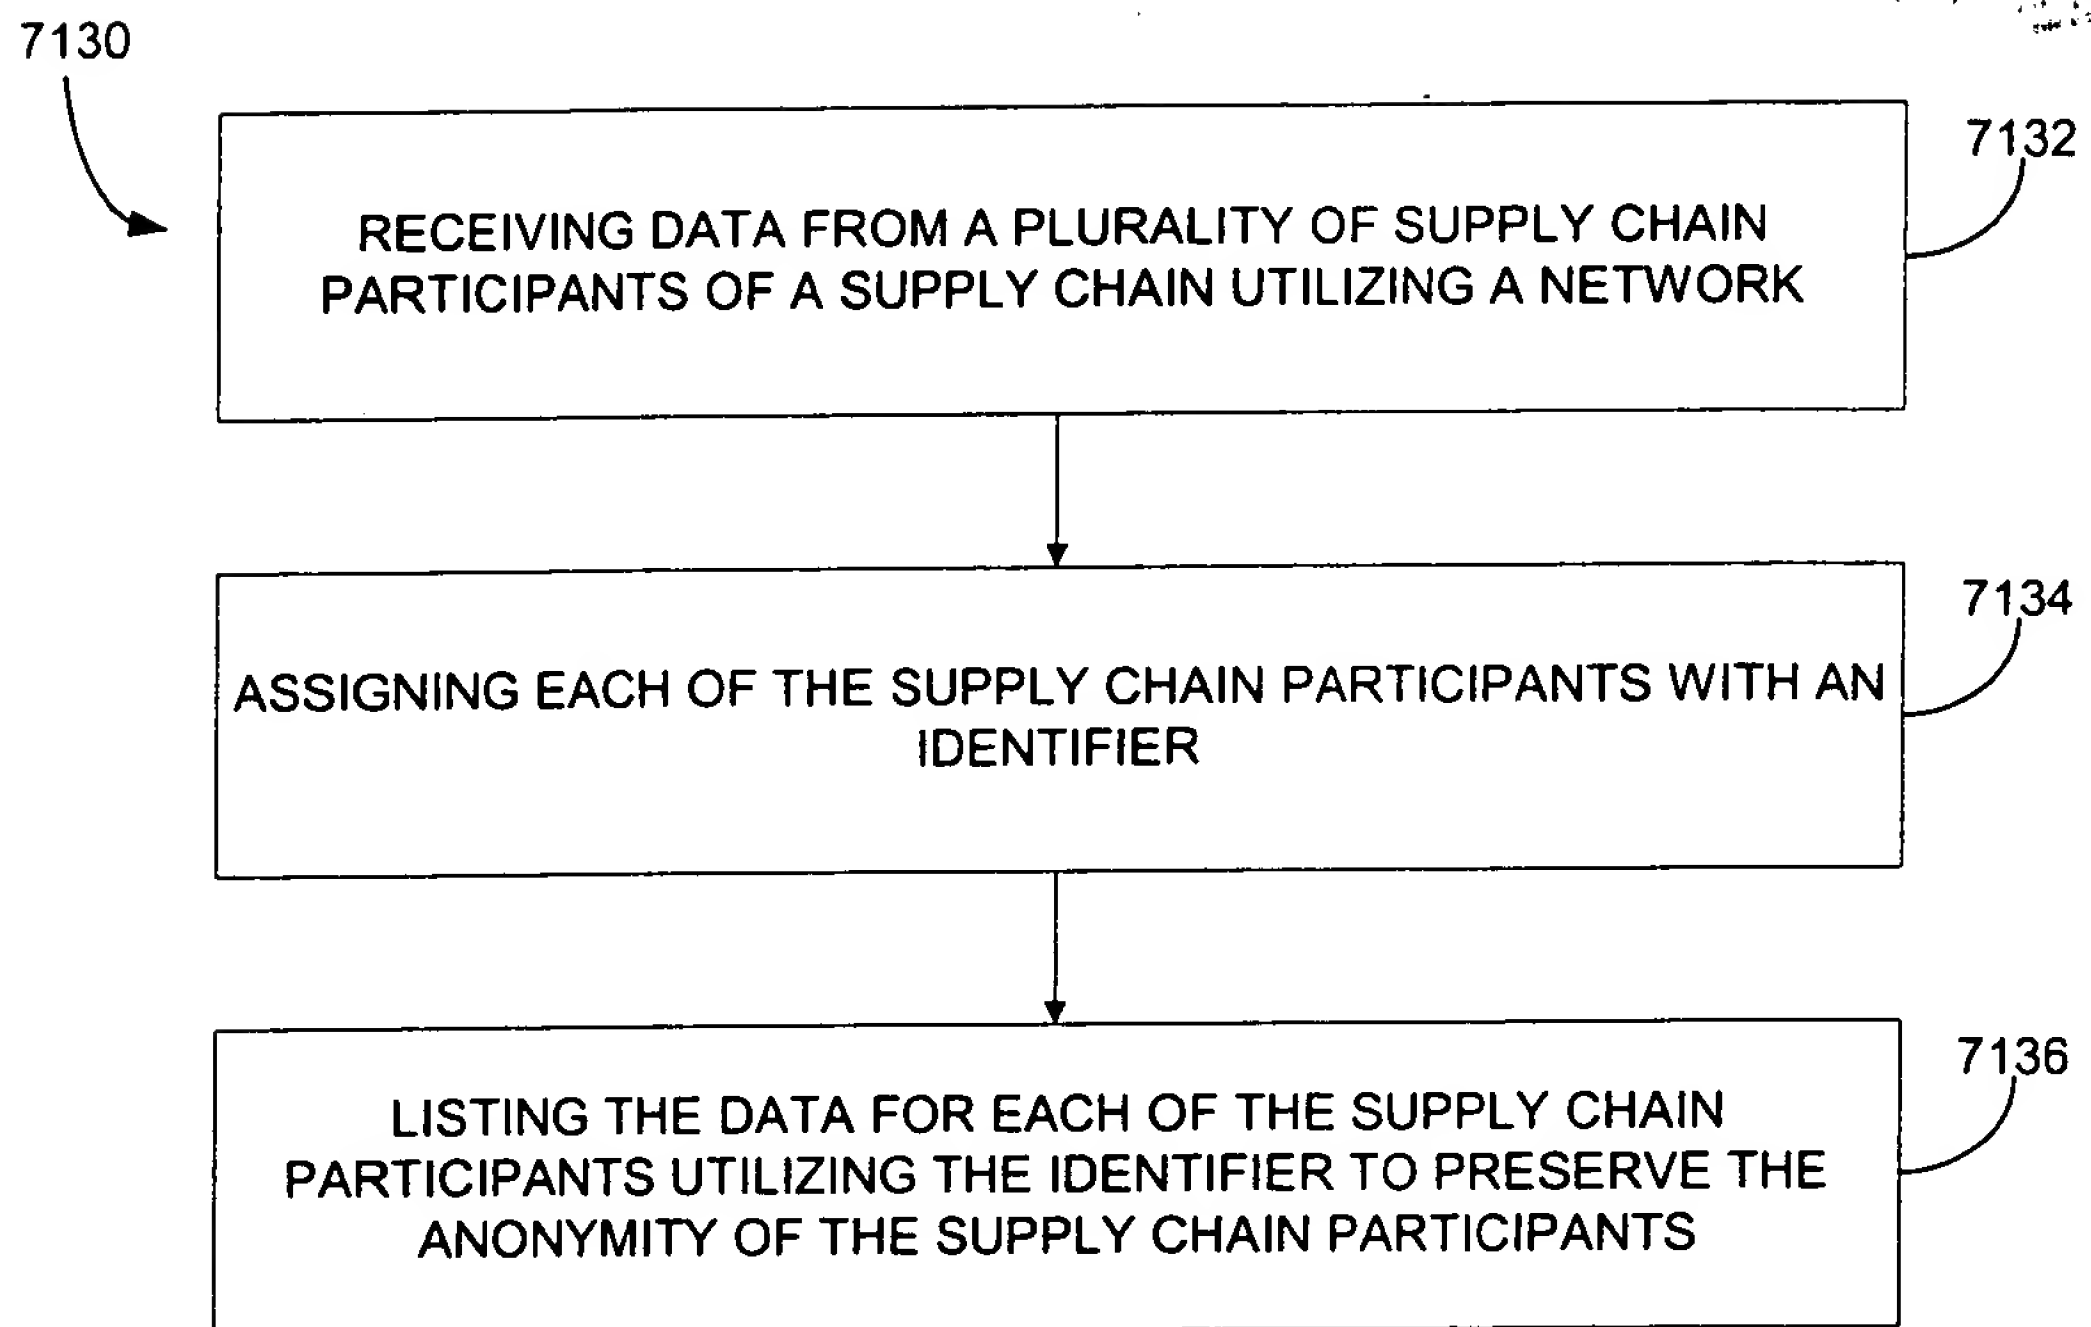 7130
7132
RECEIVING DATA FROM A PLURALITY OF SUPPLY CHAIN
PARTICIPANTS OF A SUPPLY CHAIN UTILIZING A NETWORK
7134
ASSIGNING EACH OF THE SUPPLY CHAIN PARTICIPANTS WITH AN
IDENTIFIER
7136
LISTING THE DATA FOR EACH OF THE SUPPLY CHAIN
PARTICIPANTS UTILIZING THE IDENTIFIER TO PRESERVE THE
ANONYMITY OF THE SUPPLY CHAIN PARTICIPANTS